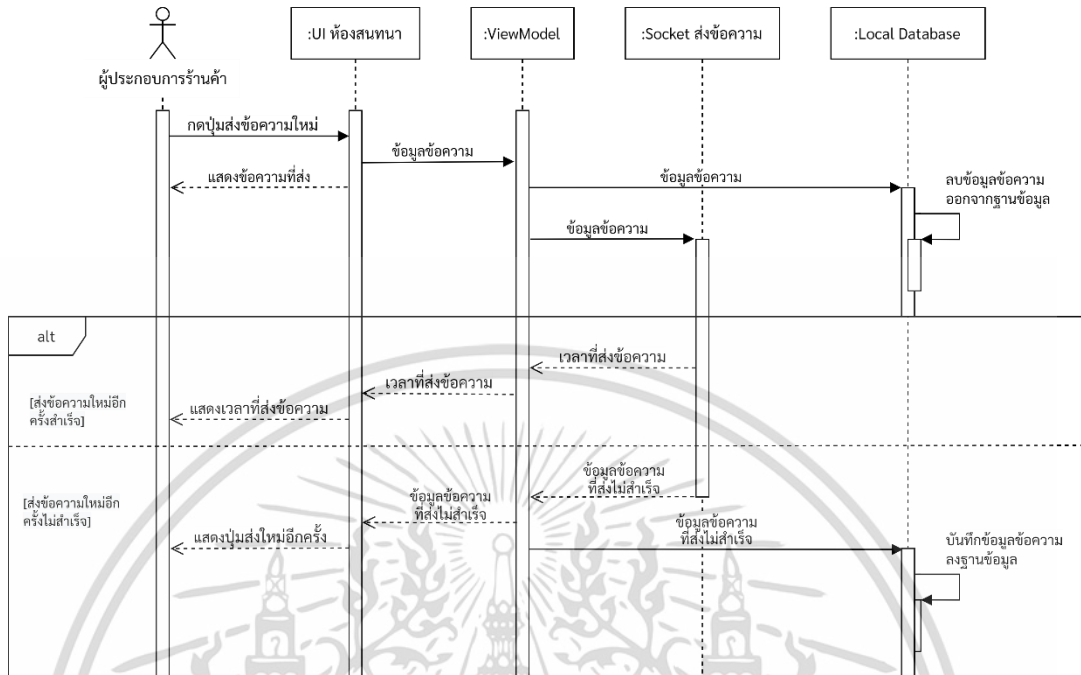 :UI ห้องสนทนา
:ViewModel
:Socket ส่งข้อความ
:Local Database
ผู้ประกอบการร้านค้า
กดปุ่มส่งข้อความใหม่
ข้อมูลข้อความ
แสดงข้อความที่ส่ง
ข้อมูลข้อความ
ลบข้อมูลข้อความ
ออกจากฐานข้อมูล
ข้อมูลข้อความ
alt
เวลาที่ส่งข้อความ
เวลาที่ส่งข้อความ
[ส่งข้อความใหม่อีก
ครั้งสำเร็จ]
แสดงเวลาที่ส่งข้อความ
ข้อมูลข้อความ
ที่ส่งไม่สำเร็จ
[ส่งข้อความใหม่อีก
ครั้งไม่สำเร็จ]
ข้อมูลข้อความ
ที่ส่งไม่สำเร็จ
ข้อมูลข้อความ
ที่ส่งไม่สำเร็จ
แสดงปุ่มส่งใหม่อีกครั้ง
บันทึกข้อมูลข้อความ
ลงฐานข้อมูล